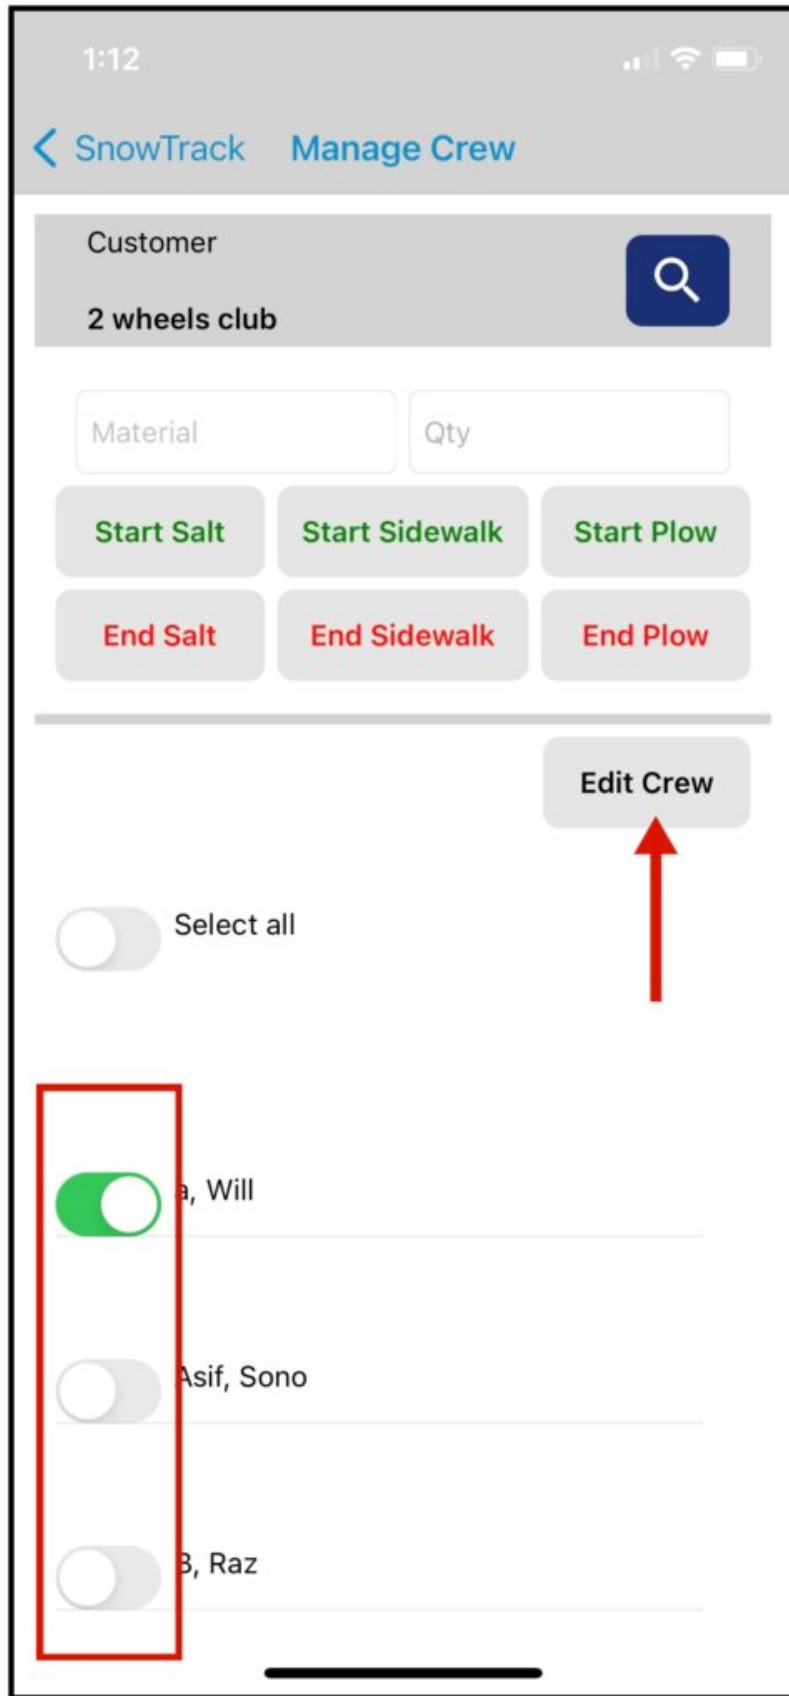 1:12
SnowTrack Manage Crew
Customer
2 wheels club
Material Qty
Start Salt Start Sidewalk Start Plow
End Salt End Sidewalk End Plow
Edit Crew
Select all
a, Will
Asif, Sono
B, Raz